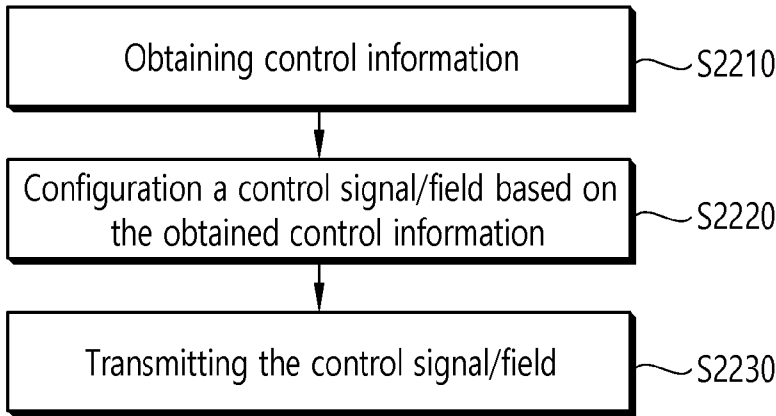 Obtaining control information
S2210
Configuration a control signal/field based on
the obtained control information
S2220
Transmitting the control signal/field
S2230